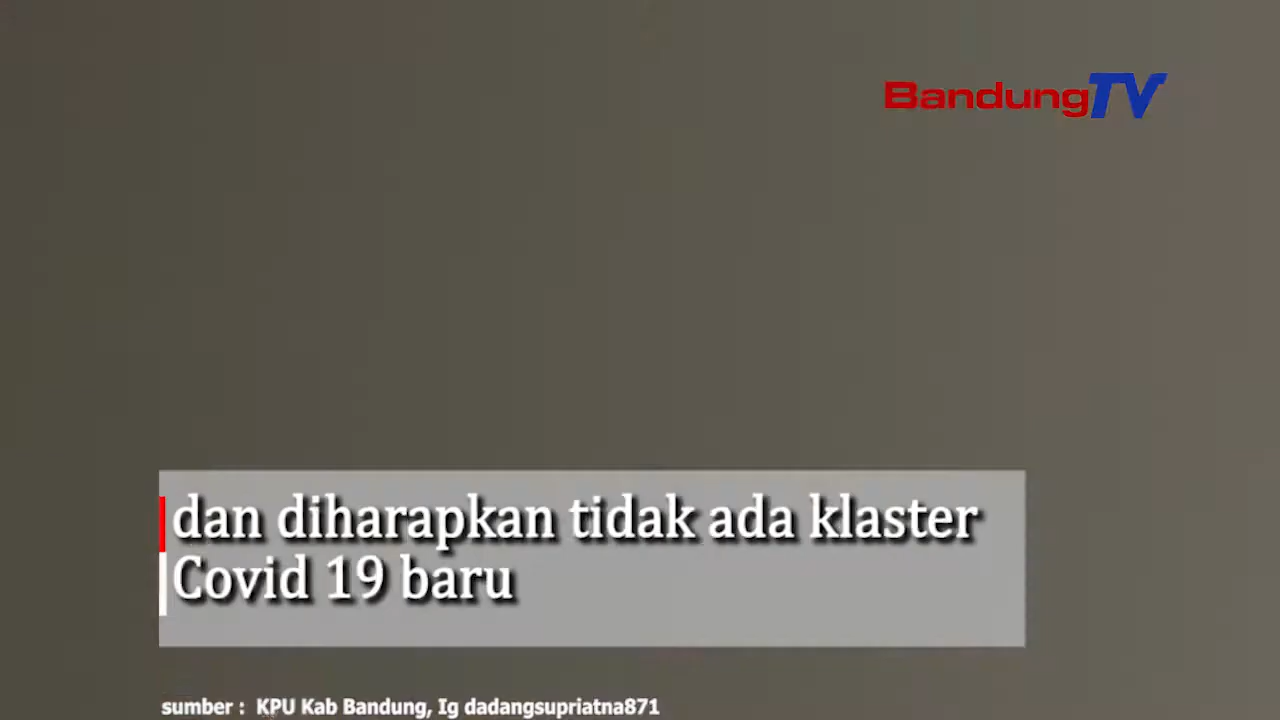 BandungTV
dan diharapkan tidak ada klaster
Covid 19 baru
sumber : KPU Kab Bandung, Ig dadangsupriatna871